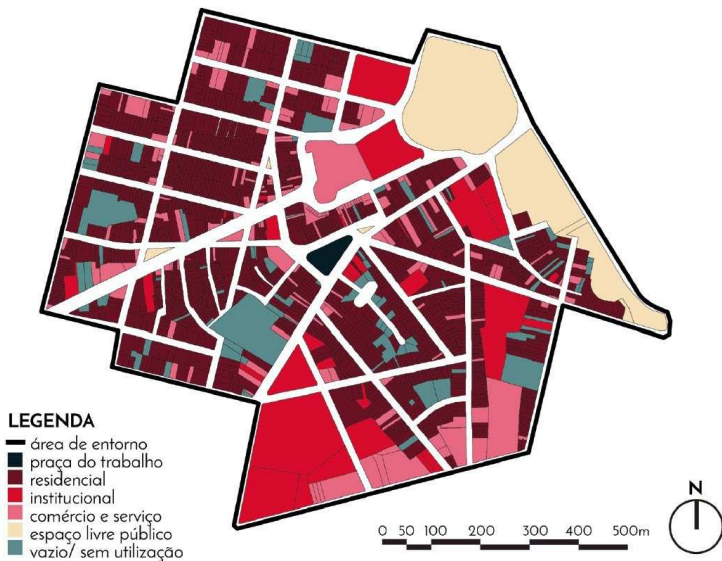 LEGENDA
área de entorno
praça do trabalho
residencial
institucional
comércio e serviço
espaço livre público
vazio/ sem utilização
0 50 100 200 300 400 500m
N